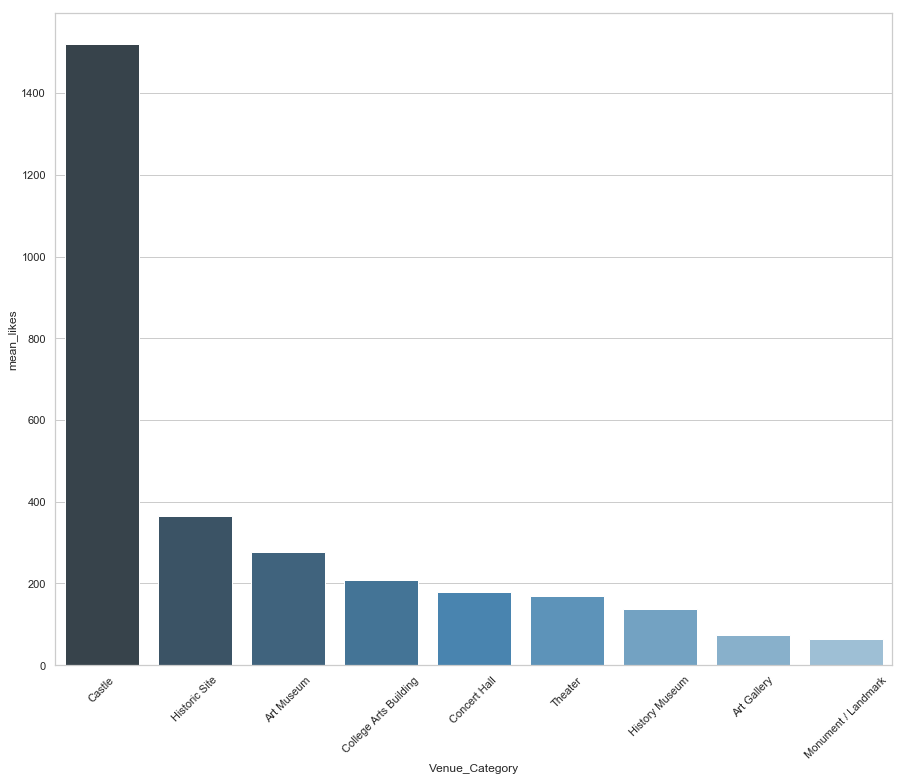 1400
1200
1000
800
600
400
200
0
mean_likes
Castle
Historic Site
Art Museum
College Arts Building
Concert Hall
Theater
History Museum
Art Gallery
Monument / Landmark
Venue_Category